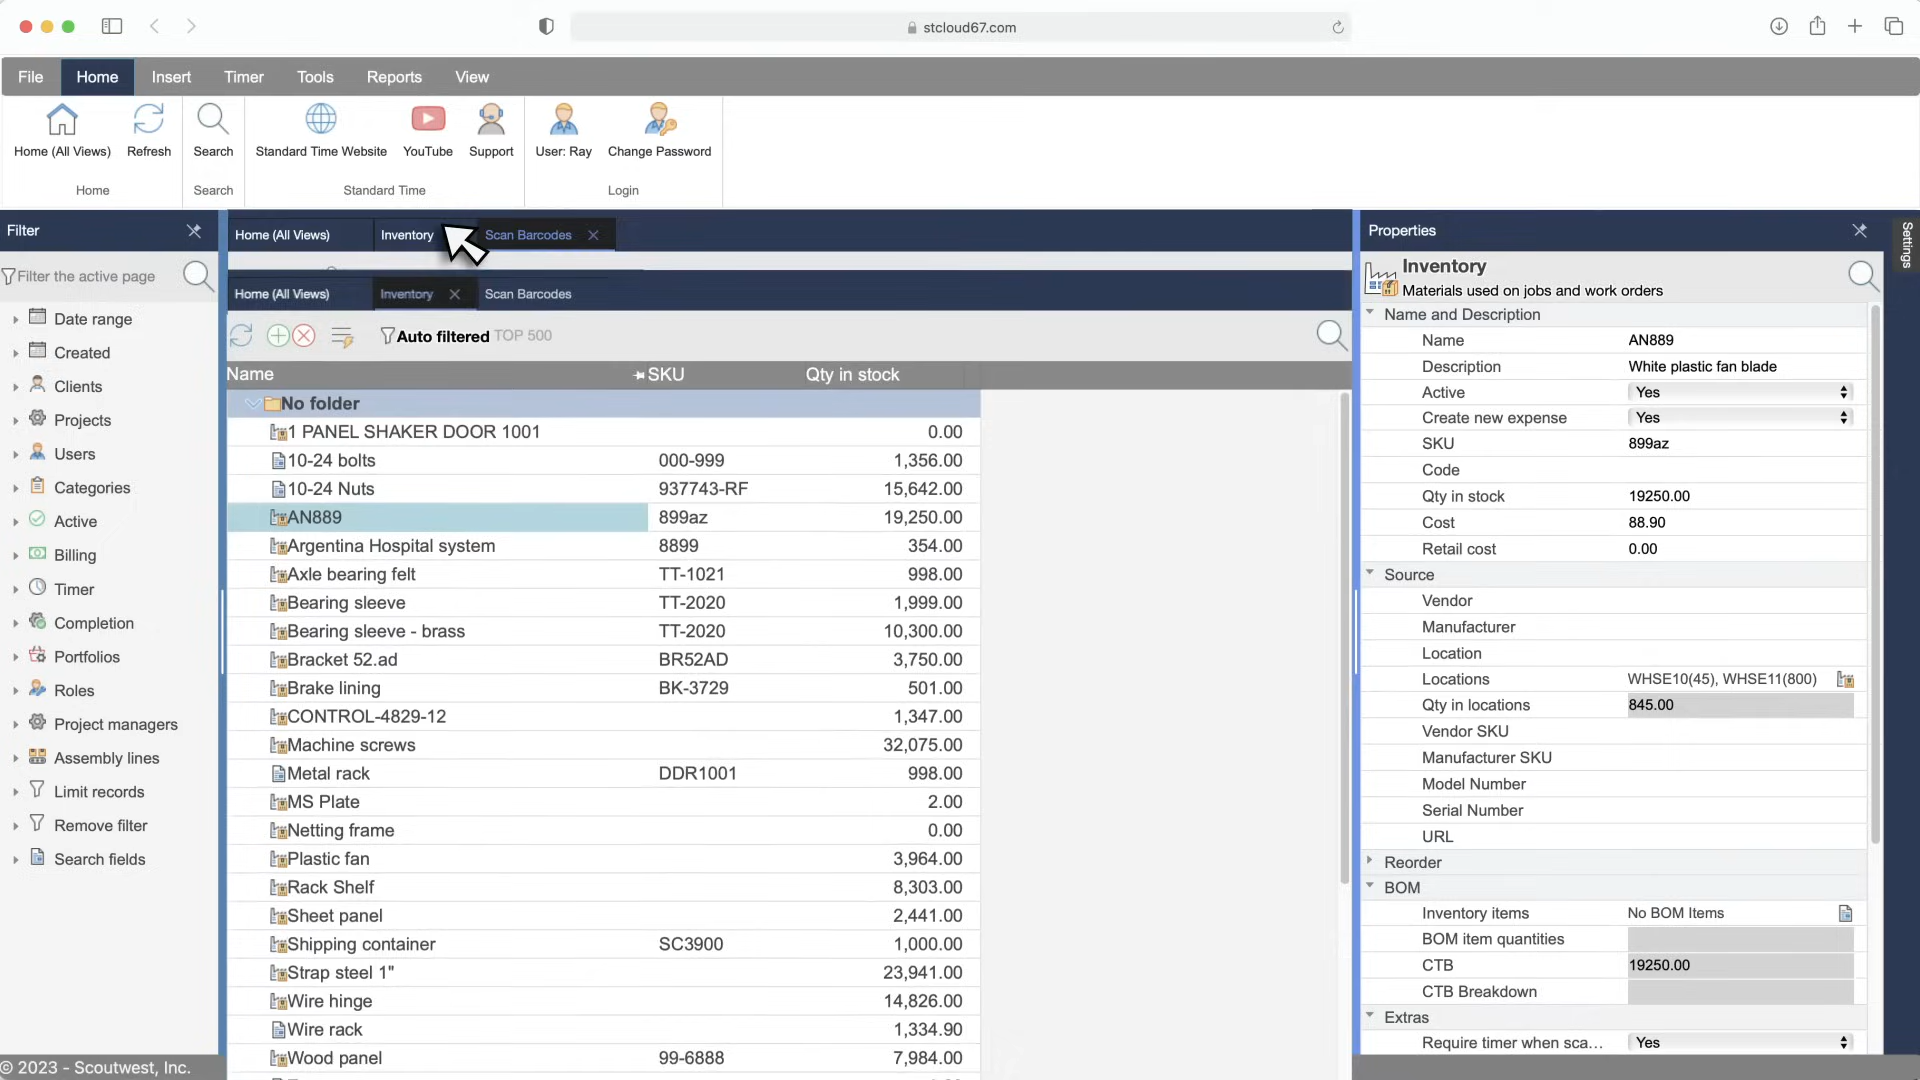 stcloud67.com
File Home Insert Timer Tools Reports View
Home (All Views) Refresh Search Standard Time Website YouTube Support User: Ray Change Password
Home Search Standard Time Login
Filter
Filter the active page
Date range
Created
Clients
Projects
Users
Categories
Active
Billing
Timer
Completion
Portfolios
Roles
Project managers
Assembly lines
Limit records
Remove filter
Search fields
© 2023 - Scoutwest, Inc.
Home (All Views) Inventory Scan Barcodes
Home (All Views) Inventory Scan Barcodes
Auto filtered TOP 500
Name SKU Qty in stock
No folder
1 PANEL SHAKER DOOR 1001 0.00
10-24 bolts 000-999 1,356.00
10-24 Nuts 937743-RF 15,642.00
AN889 899az 19,250.00
Argentina Hospital system 8899 354.00
Axle bearing felt TT-1021 998.00
Bearing sleeve TT-2020 1,999.00
Bearing sleeve - brass TT-2020 10,300.00
Bracket 52.ad BR52AD 3,750.00
Brake lining BK-3729 501.00
CONTROL-4829-12 1,347.00
Machine screws 32,075.00
Metal rack DDR1001 998.00
MS Plate 2.00
Netting frame 0.00
Plastic fan 3,964.00
Rack Shelf 8,303.00
Sheet panel 2,441.00
Shipping container SC3900 1,000.00
Strap steel 1" 23,941.00
Wire hinge 14,826.00
Wire rack 1,334.90
Wood panel 99-6888 7,984.00
Properties
Settings
Inventory
Materials used on jobs and work orders
Name and Description
Name AN889
Description White plastic fan blade
Active Yes
Create new expense Yes
SKU 899az
Code
Qty in stock 19250.00
Cost 88.90
Retail cost 0.00
Source
Vendor
Manufacturer
Location
Locations WHSE10(45), WHSE11(800)
Qty in locations 845.00
Vendor SKU
Manufacturer SKU
Model Number
Serial Number
URL
Reorder
BOM
Inventory items No BOM Items
BOM item quantities
CTB 19250.00
CTB Breakdown
Extras
Require timer when sca... Yes